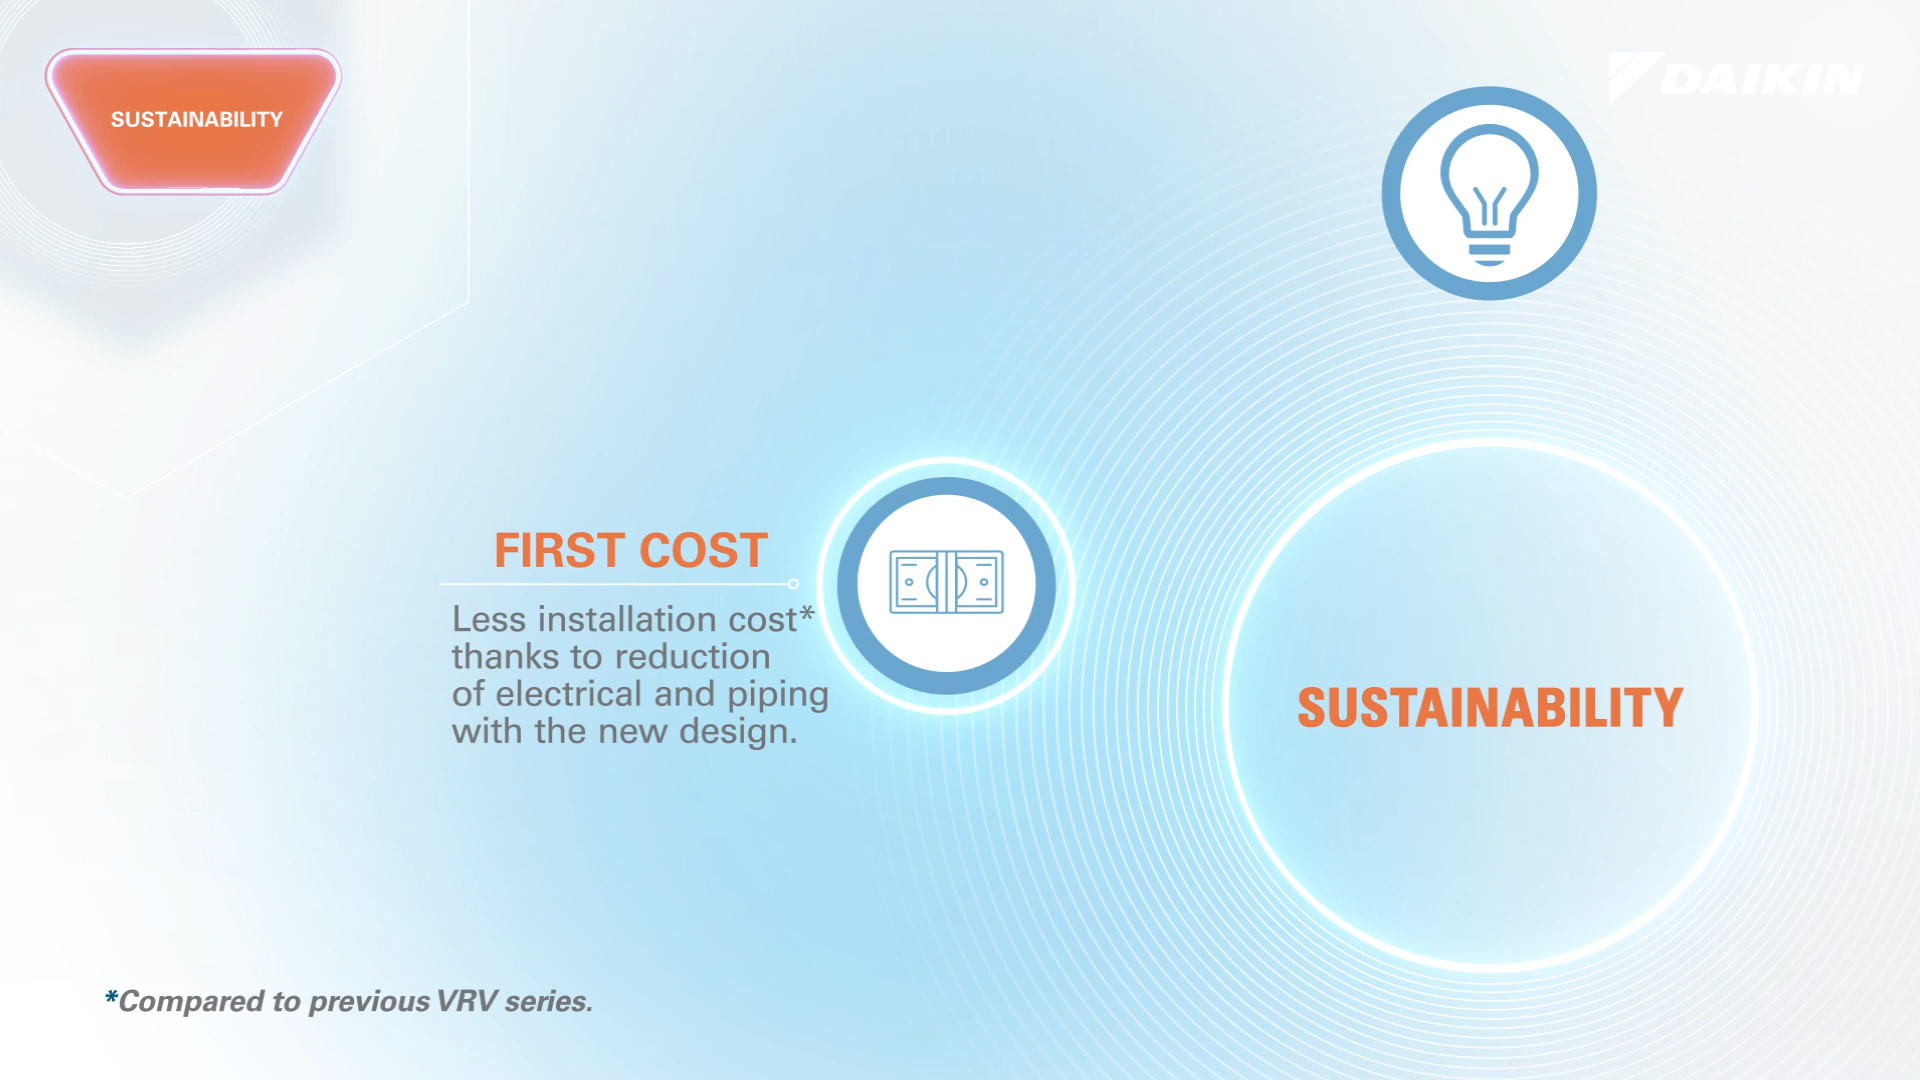 SUSTAINABILITY
DAIKIN
FIRST COST
Less installation cost*
thanks to reduction
of electrical and piping
with the new design.
SUSTAINABILITY
*Compared to previous VRV series.